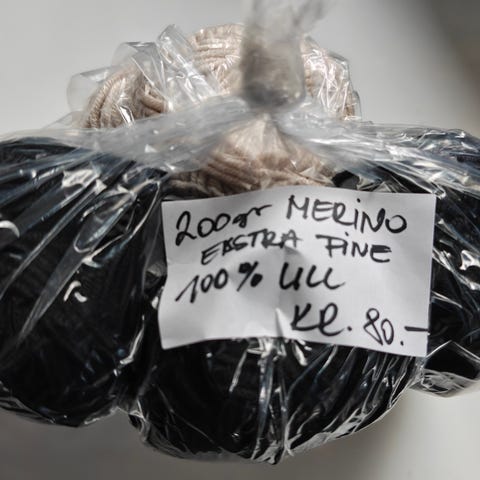 200gr MERINO
EKSTRA FINE
100% ULL
KR. 80.-